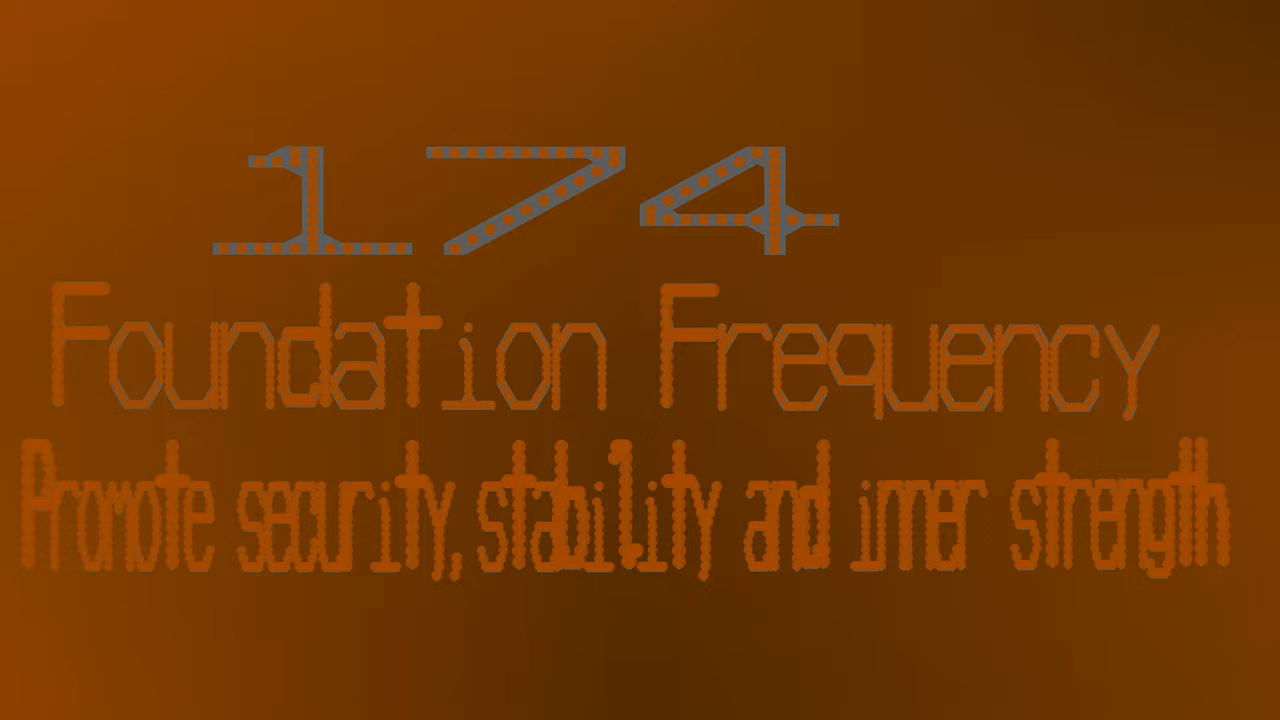 174
Foundation Frequency
Promote security, stability and inner strength